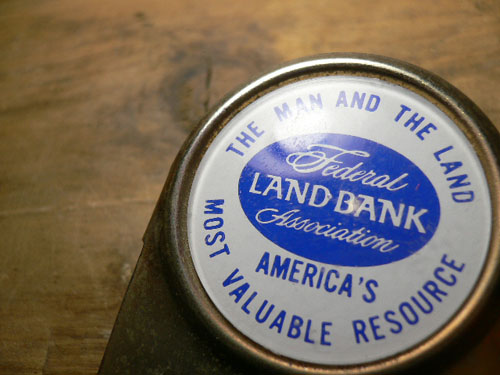 THE MAN AND THE LAND
Federal
LAND BANK
Association
AMERICA'S
MOST VALUABLE RESOURCE